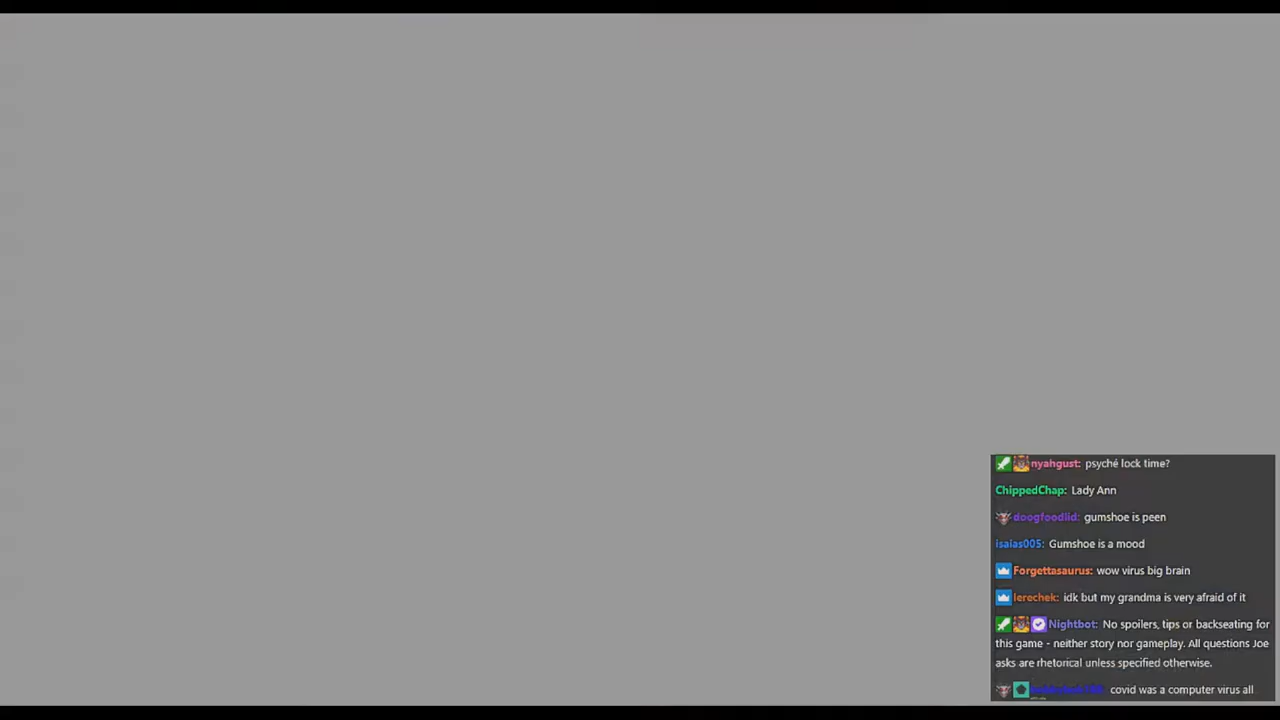 nyahgust: psyché lock time?
ChippedChap: Lady Ann
doogfoodlid: gumshoe is peen
isaias005: Gumshoe is a mood
Forgettasaurus: wow virus big brain
lerechek: idk but my grandma is very afraid of it
Nightbot: No spoilers, tips or backseating for
this game - neither story nor gameplay. All questions Joe
asks are rhetorical unless specified otherwise.
covid was a computer virus all